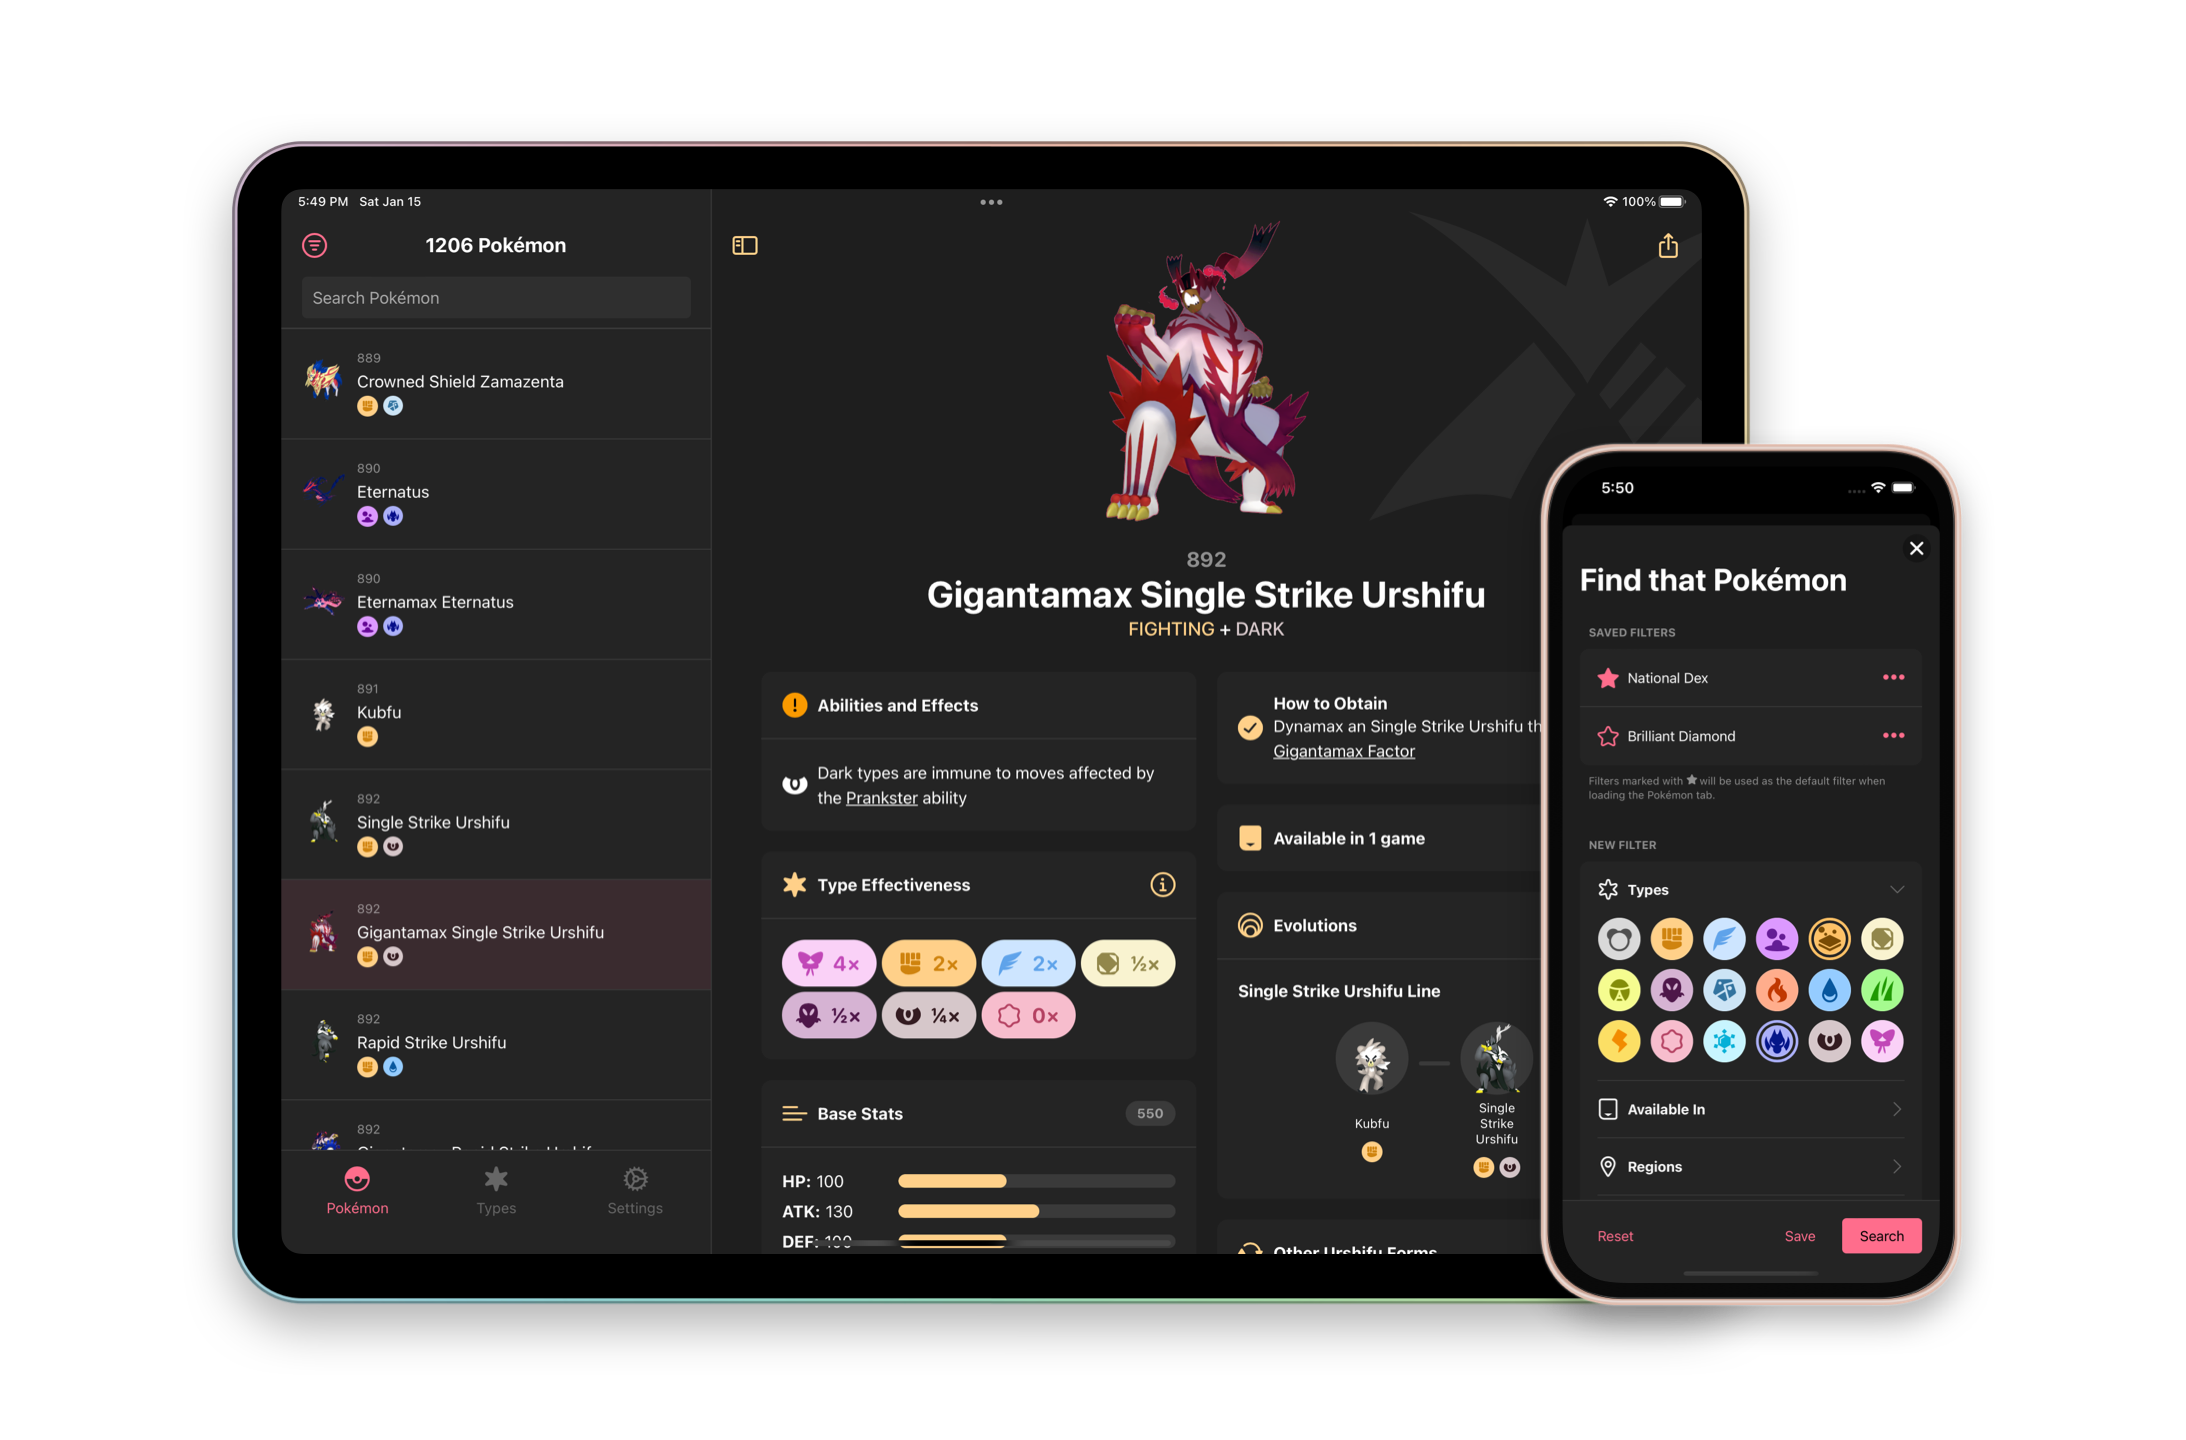 5:49 PM Sat Jan 15
100%
1206 Pokémon
Search Pokémon
889
Crowned Shield Zamazenta
890
Eternatus
890
Eternamax Eternatus
891
Kubfu
892
Single Strike Urshifu
892
Gigantamax Single Strike Urshifu
892
Rapid Strike Urshifu
892
Pokémon
Types
Settings
892
Gigantamax Single Strike Urshifu
FIGHTING + DARK
Abilities and Effects
Dark types are immune to moves affected by
the Prankster ability
Type Effectiveness
4×
2×
2×
½×
½×
¼×
0×
Base Stats
550
HP: 100
ATK: 130
DEF: 100
How to Obtain
Dynamax an Single Strike Urshifu th
Gigantamax Factor
Available in 1 game
Evolutions
Single Strike Urshifu Line
Kubfu
Single
Strike
Urshifu
Other Urshifu Forms
5:50
Find that Pokémon
SAVED FILTERS
National Dex
Brilliant Diamond
Filters marked with ★ will be used as the default filter when
loading the Pokémon tab.
NEW FILTER
Types
Available In
Regions
Reset
Save
Search